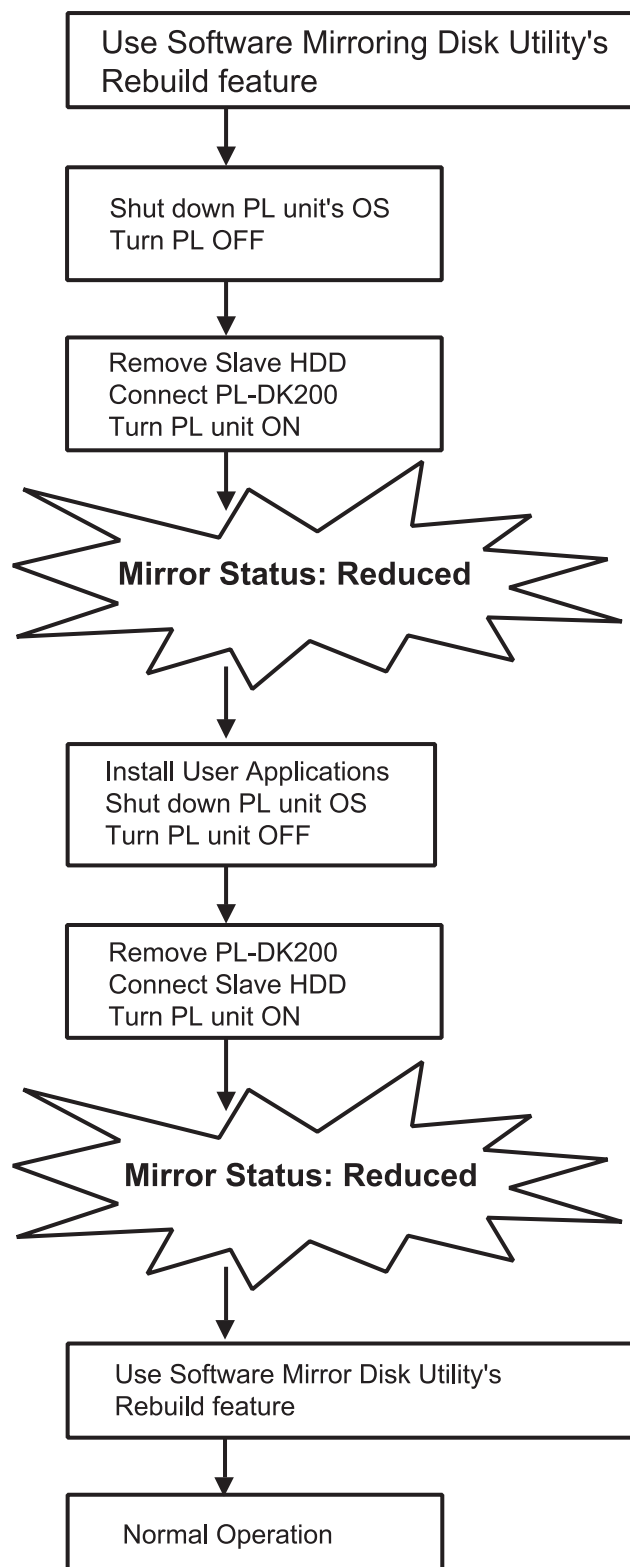 Use Software Mirroring Disk Utility's
Rebuild feature
Shut down PL unit's OS
Turn PL OFF
Remove Slave HDD
Connect PL-DK200
Turn PL unit ON
Mirror Status: Reduced
Install User Applications
Shut down PL unit OS
Turn PL unit OFF
Remove PL-DK200
Connect Slave HDD
Turn PL unit ON
Mirror Status: Reduced
Use Software Mirror Disk Utility's
Rebuild feature
Normal Operation